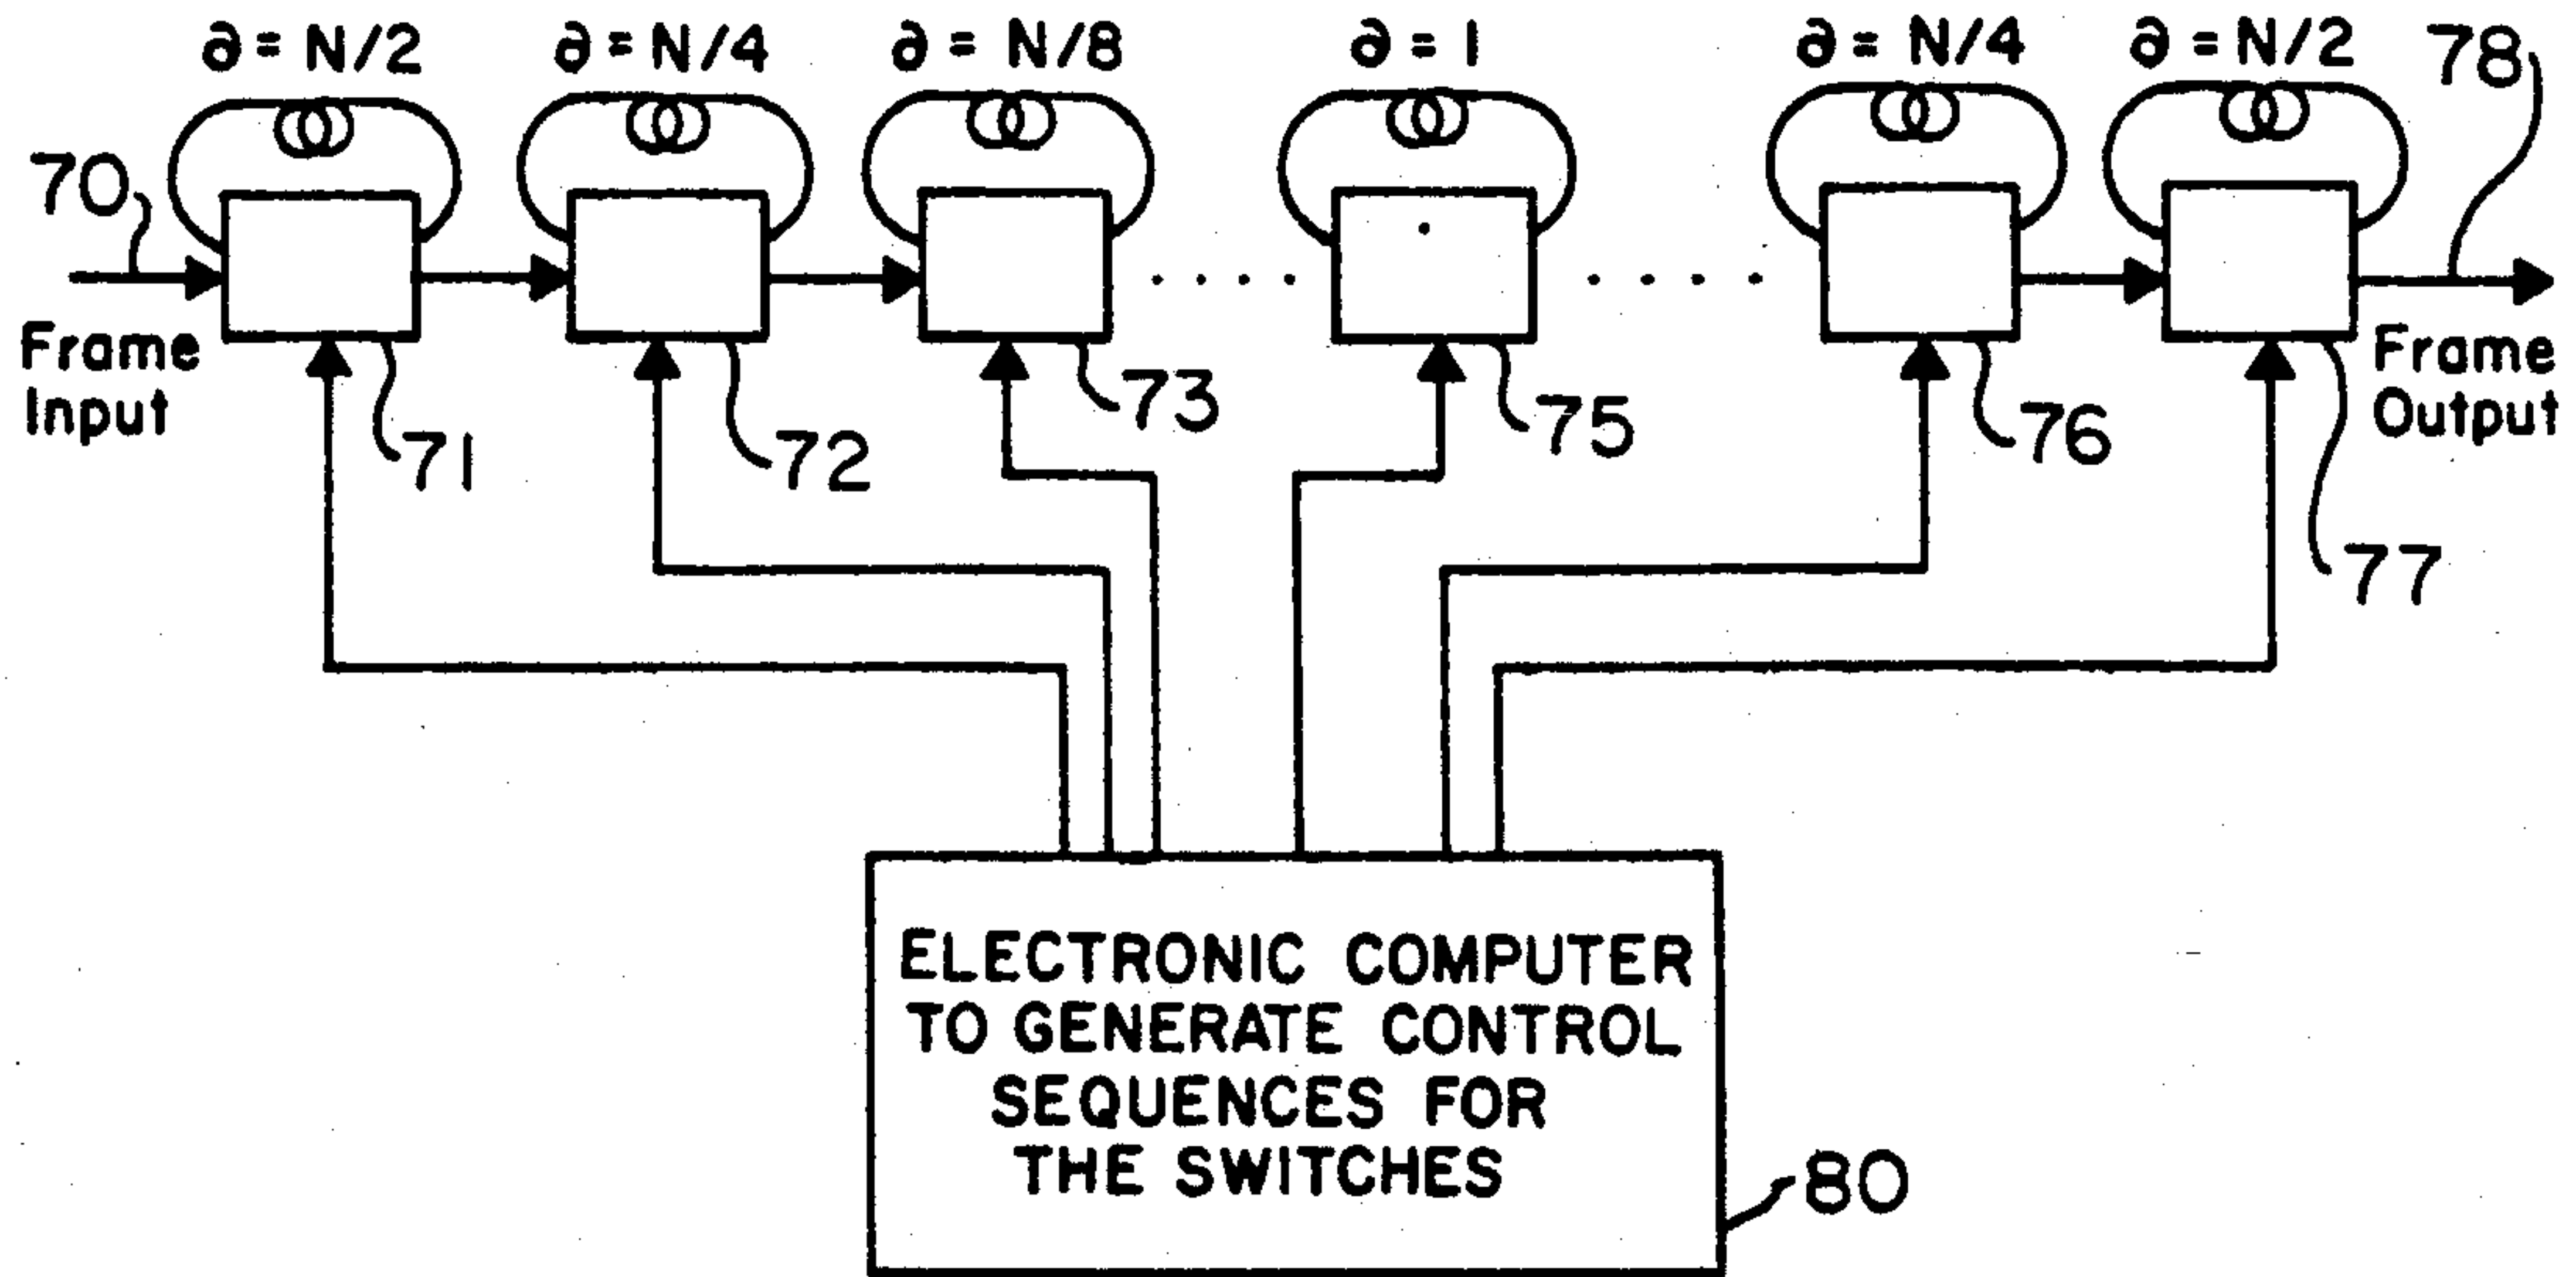 ∂ = N/2
∂ = N/4
∂ = N/8
∂ = 1
∂ = N/4
∂ = N/2
78
70
Frame
Input
71
72
73
75
76
77
Frame
Output
ELECTRONIC COMPUTER
TO GENERATE CONTROL
SEQUENCES FOR
THE SWITCHES
80